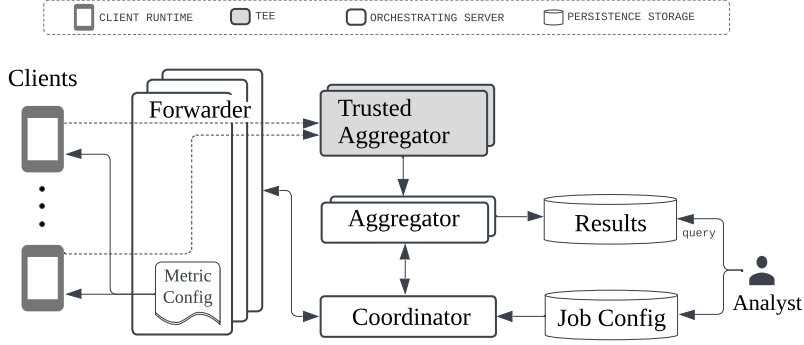 CLIENT RUNTIME
TEE
ORCHESTRATING SERVER
PERSISTENCE STORAGE
Clients
Forwarder
Trusted
Aggregator
Aggregator
Results
query
Metric
Config
Analyst
Coordinator
Job Config